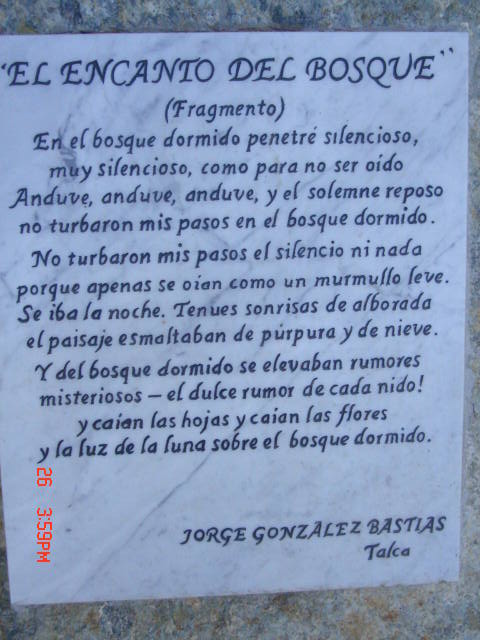 "EL ENCANTO DEL BOSQUE"
(Fragmento)
En el bosque dormido penetré silencioso,
muy silencioso, como para no ser oído
Anduve, anduve, anduve, y el solemne reposo
no turbaron mis pasos en el bosque dormido.
No turbaron mis pasos el silencio ni nada
porque apenas se oían como un murmullo leve.
Se iba la noche. Tenues sonrisas de alborada
el paisaje esmaltaban de púrpura y de nieve.
Y del bosque dormido se elevaban rumores
misteriosos — el dulce rumor de cada nido!
y caían las hojas y caían las flores
y la luz de la luna sobre el bosque dormido.
JORGE GONZÁLEZ BASTIAS
Talca
26 3:59PM